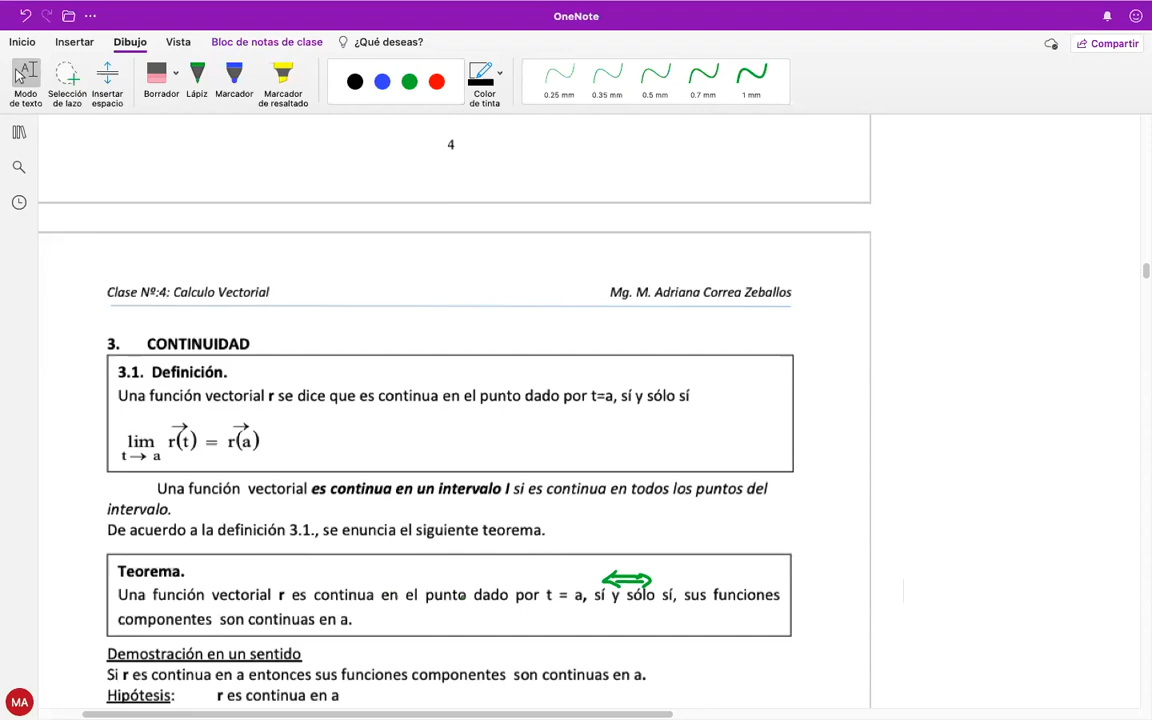 OneNote
Inicio Insertar Dibujo Vista Bloc de notas de clase ¿Qué deseas? Compartir
Modo de texto
Selección de lazo
Insertar espacio
Borrador
Lápiz
Marcador
Marcador de resaltado
Color de tinta
0.25 mm 0.35 mm 0.5 mm 0.7 mm 1 mm
4
Clase Nº:4: Calculo Vectorial Mg. M. Adriana Correa Zeballos
3. CONTINUIDAD
3.1. Definición.
Una función vectorial r se dice que es continua en el punto dado por t=a, sí y sólo sí
lim r(t) = r(a)
t→ a
Una función vectorial es continua en un intervalo I si es continua en todos los puntos del
intervalo.
De acuerdo a la definición 3.1., se enuncia el siguiente teorema.
Teorema.
Una función vectorial r es continua en el punto dado por t = a, sí y sólo sí, sus funciones
componentes son continuas en a.
Demostración en un sentido
Si r es continua en a entonces sus funciones componentes son continuas en a.
Hipótesis: r es continua en a
MA